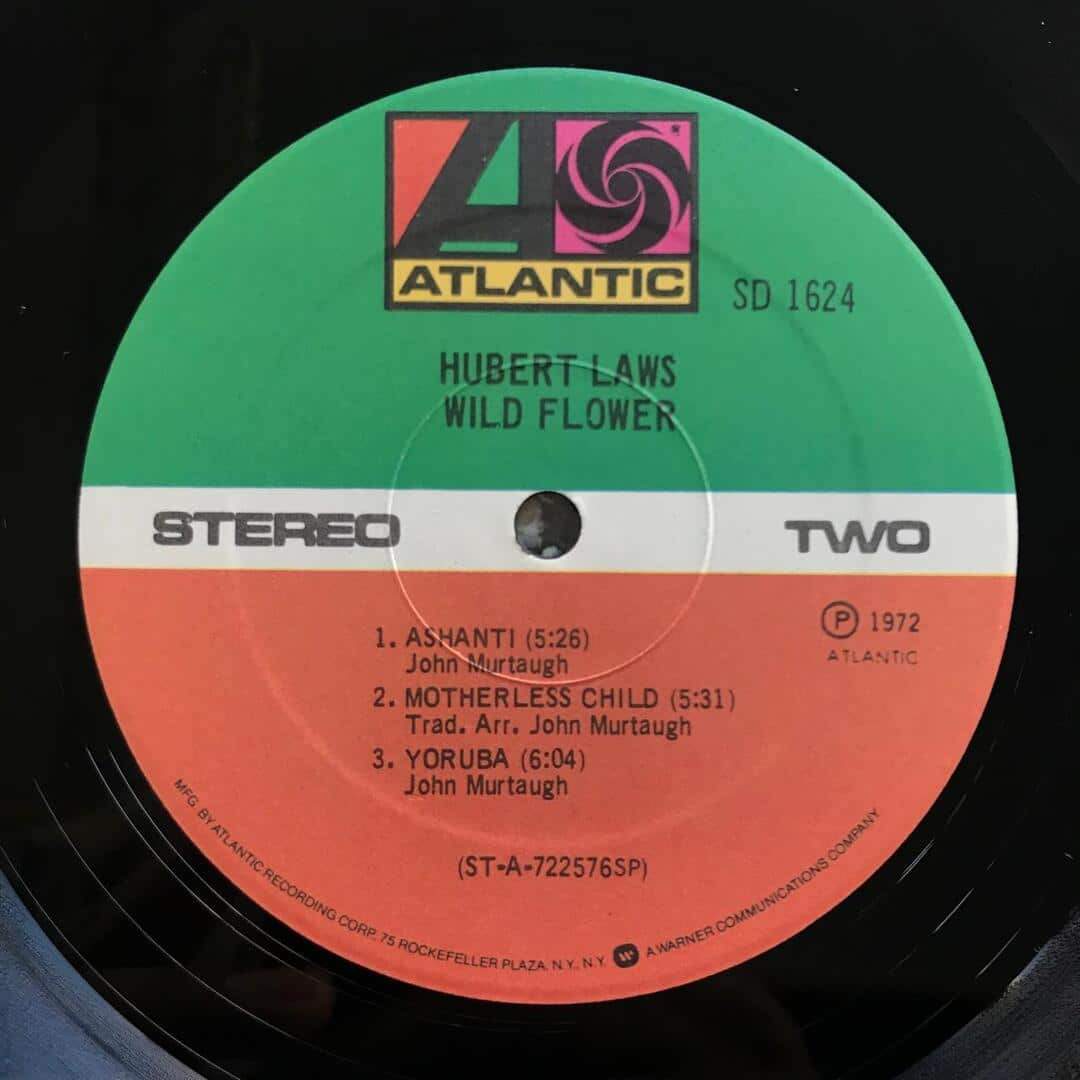 ATLANTIC
SD 1624
HUBERT LAWS
WILD FLOWER
STEREO
TWO
Ⓟ 1972
ATLANTIC
1. ASHANTI (5:26)
John Murtaugh
2. MOTHERLESS CHILD (5:31)
Trad. Arr. John Murtaugh
3. YORUBA (6:04)
John Murtaugh
(ST-A-722576SP)
MFG. BY ATLANTIC RECORDING CORP., 75 ROCKEFELLER PLAZA, N.Y., N.Y. W A WARNER COMMUNICATIONS COMPANY